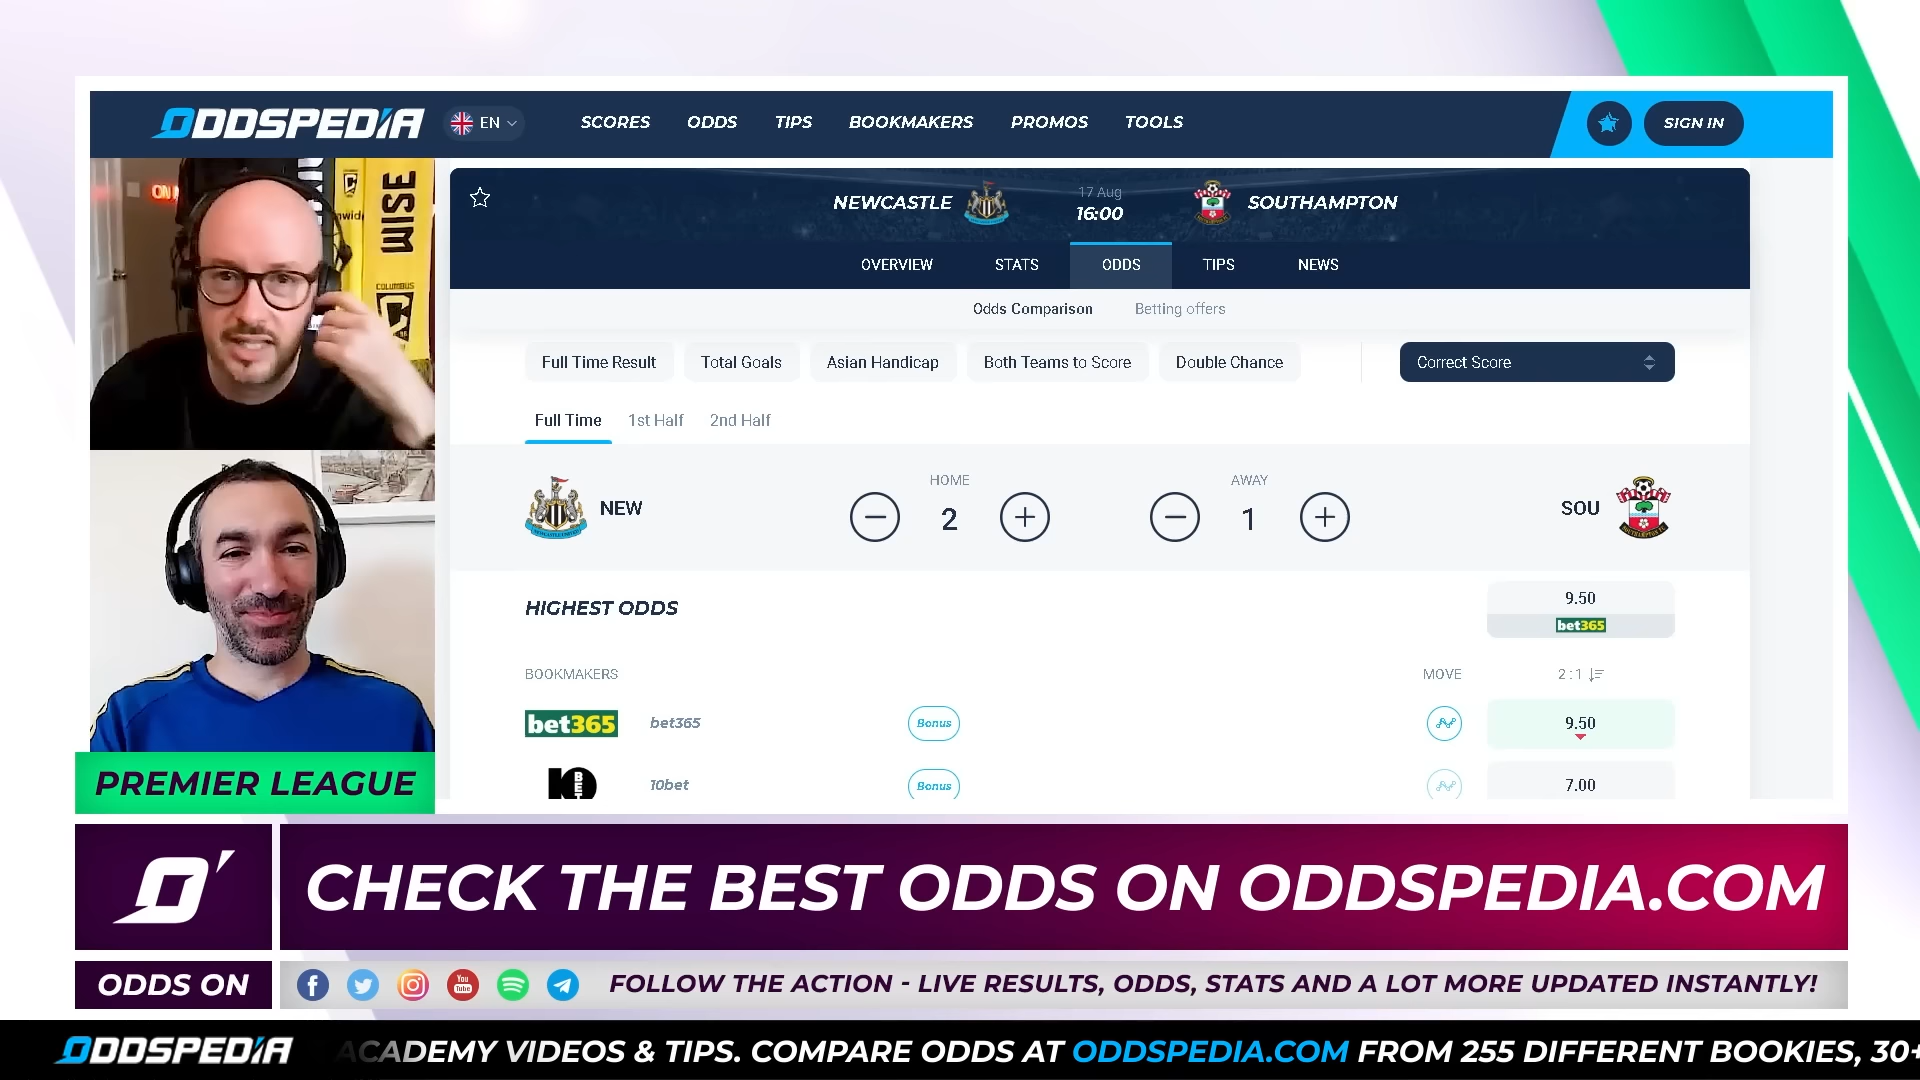 ODDSPEDIA
EN
SCORES ODDS TIPS BOOKMAKERS PROMOS TOOLS
SIGN IN
WISE
COLUMBUS
NEWCASTLE
17 Aug
16:00
SOUTHAMPTON
OVERVIEW STATS ODDS TIPS NEWS
Odds Comparison Betting offers
Full Time Result Total Goals Asian Handicap Both Teams to Score Double Chance Correct Score
Full Time 1st Half 2nd Half
HOME AWAY
NEW 2 1 SOU
HIGHEST ODDS 9.50
bet365
BOOKMAKERS MOVE 2 : 1
bet365 bet365 Bonus 9.50
10BET 10bet Bonus 7.00
PREMIER LEAGUE
CHECK THE BEST ODDS ON ODDSPEDIA.COM
ODDS ON
You Tube
FOLLOW THE ACTION - LIVE RESULTS, ODDS, STATS AND A LOT MORE UPDATED INSTANTLY!
ODDSPEDIA ACADEMY VIDEOS & TIPS. COMPARE ODDS AT ODDSPEDIA.COM FROM 255 DIFFERENT BOOKIES, 30+